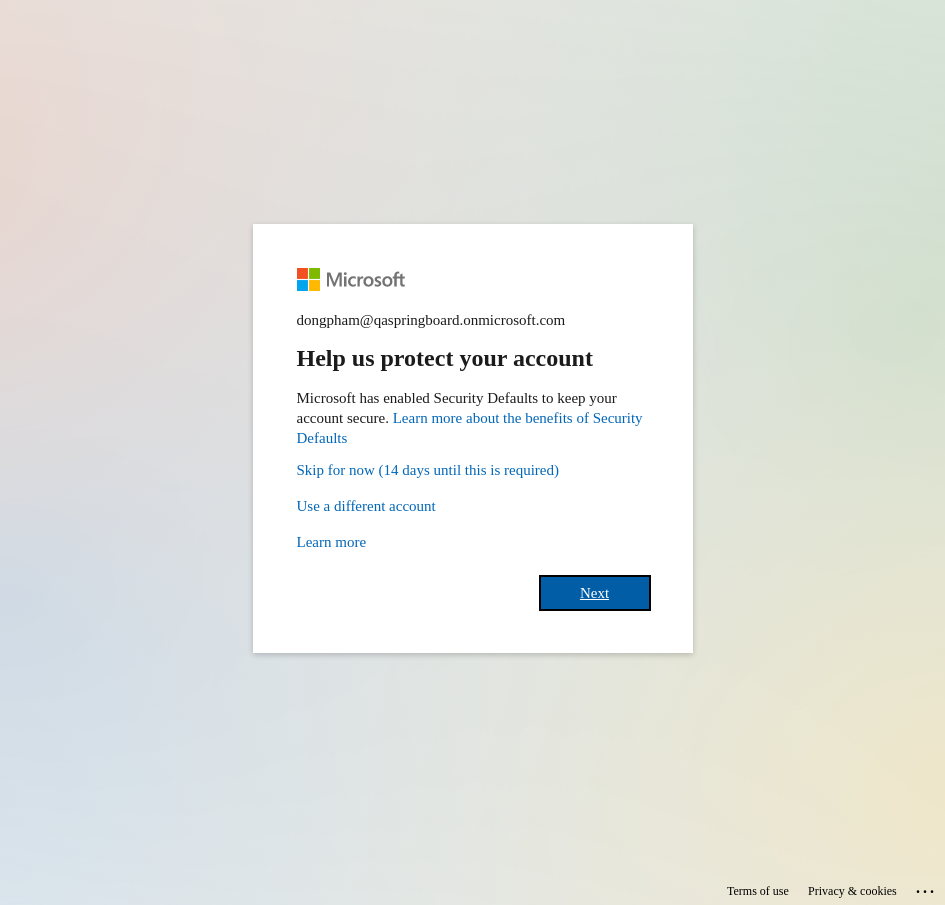 Microsoft
dongpham@qaspringboard.onmicrosoft.com
Help us protect your account
Microsoft has enabled Security Defaults to keep your
account secure. Learn more about the benefits of Security
Defaults
Skip for now (14 days until this is required)
Use a different account
Learn more
Next
Terms of use Privacy & cookies ...